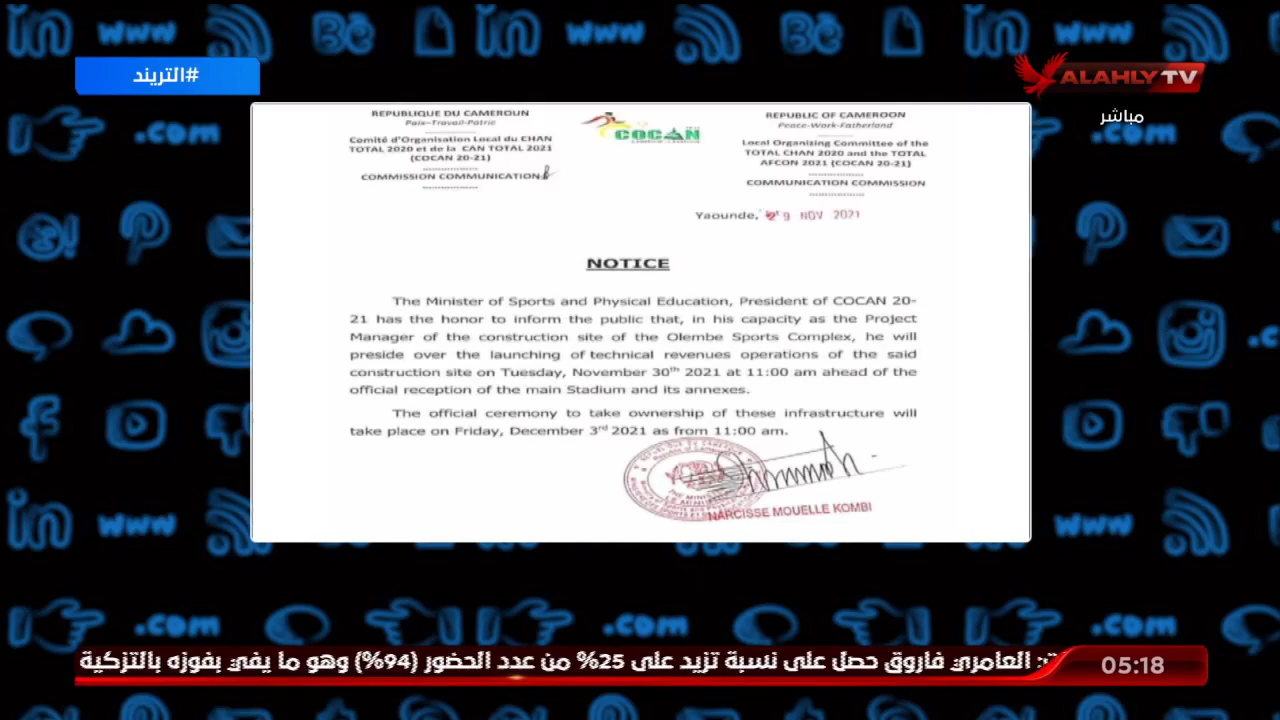 #التريند
ALAHLY TV
مباشر
REPUBLIQUE DU CAMEROUN
Paix-Travail-Patrie
Comité d'Organisation Local du CHAN
TOTAL 2020 et de la CAN TOTAL 2021
(COCAN 20-21)
COMMISSION COMMUNICATION
COCAN
REPUBLIC OF CAMEROON
Peace-Work-Fatherland
Local Organizing Committee of the
TOTAL CHAN 2020 and the TOTAL
AFCON 2021 (COCAN 20-21)
COMMUNICATION COMMISSION
Yaounde, 9 NOV 2021
NOTICE
The Minister of Sports and Physical Education, President of COCAN 20-
21 has the honor to inform the public that, in his capacity as the Project
Manager of the construction site of the Olembe Sports Complex, he will
preside over the launching of technical revenues operations of the said
construction site on Tuesday, November 30th 2021 at 11:00 am ahead of the
official reception of the main Stadium and its annexes.
The official ceremony to take ownership of these infrastructure will
take place on Friday, December 3rd 2021 as from 11:00 am.
NARCISSE MOUELLE KOMBI
: العامري فاروق حصل على نسبة تزيد على 25% من عدد الحضور (94%) وهو ما يفي بفوزه بالتزكية
05:18